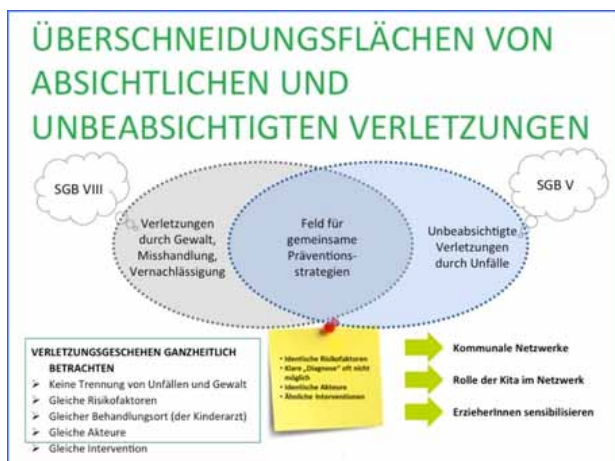 ÜBERSCHNEIDUNGSFLÄCHEN VON
ABSICHTLICHEN UND
UNBEABSICHTIGTEN VERLETZUNGEN
SGB VIII
SGB V
Verletzungen
durch Gewalt,
Misshandlung,
Vernachlässigung
Feld für
gemeinsame
Präventions-
strategien
Unbeabsichtigte
Verletzungen
durch Unfälle
VERLETZUNGSGESCHEHEN GANZHEITLICH
BETRACHTEN
➢ Keine Trennung von Unfällen und Gewalt
➢ Gleiche Risikofaktoren
➢ Gleicher Behandlungsort (der Kinderarzt)
➢ Gleiche Akteure
➢ Gleiche Intervention
• Identische Risikofaktoren
• Klare „Diagnose" oft nicht
möglich
• Identische Akteure
• Ähnliche Interventionen
Kommunale Netzwerke
Rolle der Kita im Netzwerk
ErzieherInnen sensibilisieren